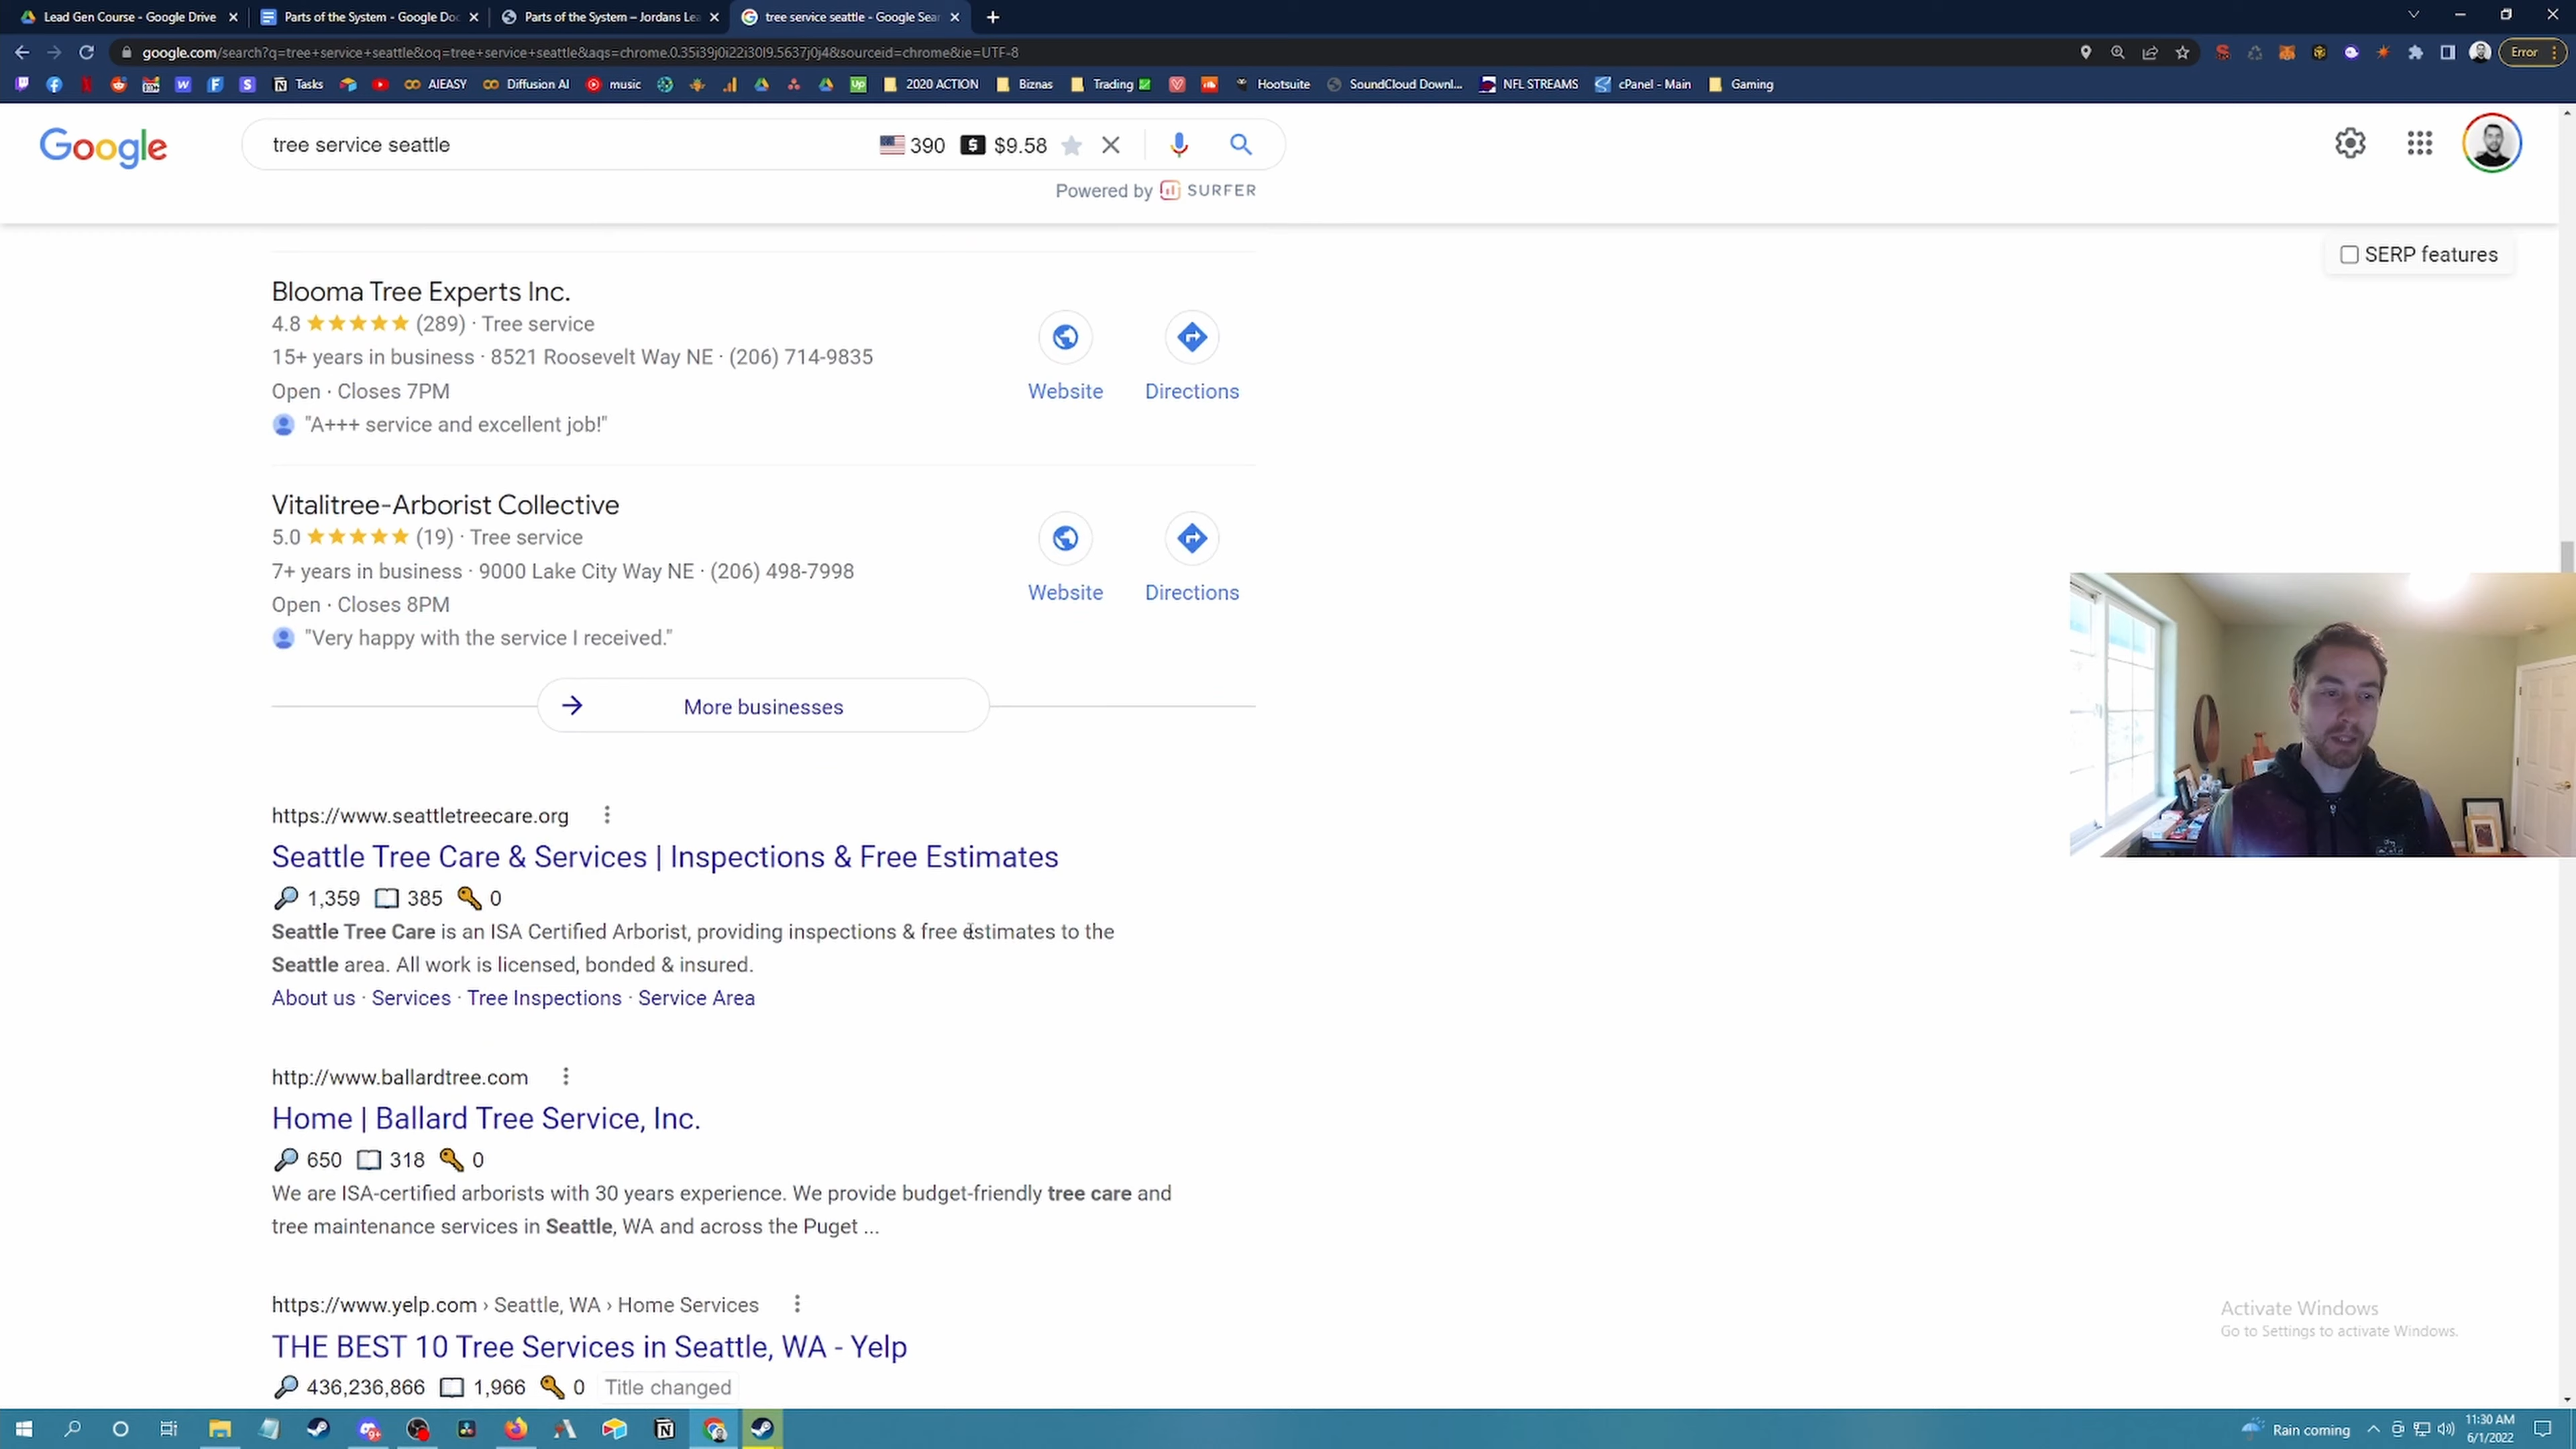 Lead Gen Course - Google Drive
Parts of the System - Google Doc
Parts of the System – Jordans Lea
tree service seattle - Google Sear
google.com/search?q=tree+service+seattle&oq=tree+service+seattle&aqs=chrome.0.35i39j0i22i30l9.5637j0j4&sourceid=chrome&ie=UTF-8
Error
Tasks
AIEASY
Diffusion AI
music
Up
2020 ACTION
Biznas
Trading
Hootsuite
SoundCloud Downl...
NFL STREAMS
cPanel - Main
Gaming
Google
tree service seattle
390 $9.58
Powered by SURFER
SERP features
Blooma Tree Experts Inc.
4.8 (289) · Tree service
15+ years in business · 8521 Roosevelt Way NE · (206) 714-9835
Open · Closes 7PM
"A+++ service and excellent job!"
Website
Directions
Vitalitree-Arborist Collective
5.0 (19) · Tree service
7+ years in business · 9000 Lake City Way NE · (206) 498-7998
Open · Closes 8PM
"Very happy with the service I received."
Website
Directions
More businesses
https://www.seattletreecare.org
Seattle Tree Care & Services | Inspections & Free Estimates
1,359 385 0
Seattle Tree Care is an ISA Certified Arborist, providing inspections & free estimates to the
Seattle area. All work is licensed, bonded & insured.
About us · Services · Tree Inspections · Service Area
http://www.ballardtree.com
Home | Ballard Tree Service, Inc.
650 318 0
We are ISA-certified arborists with 30 years experience. We provide budget-friendly tree care and
tree maintenance services in Seattle, WA and across the Puget ...
https://www.yelp.com › Seattle, WA › Home Services
THE BEST 10 Tree Services in Seattle, WA - Yelp
436,236,866 1,966 0 Title changed
Activate Windows
Go to Settings to activate Windows.
Rain coming
11:30 AM
6/1/2022